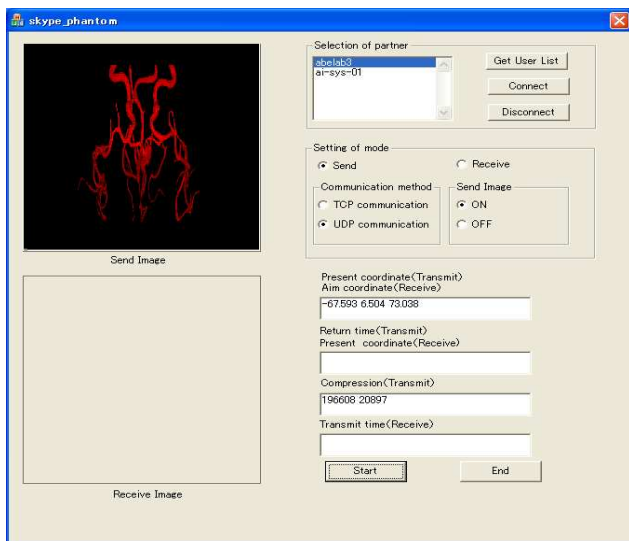 skype_phantom
Send Image
Receive Image
Selection of partner
abelab3
ai-sys-01
Get User List
Connect
Disconnect
Setting of mode
Send
Receive
Communication method
TCP communication
UDP communication
Send Image
ON
OFF
Present coordinate(Transmit)
Aim coordinate(Receive)
-67.593 6.504 73.038
Return time(Transmit)
Present coordinate(Receive)
Compression(Transmit)
196608 20897
Transmit time(Receive)
Start
End